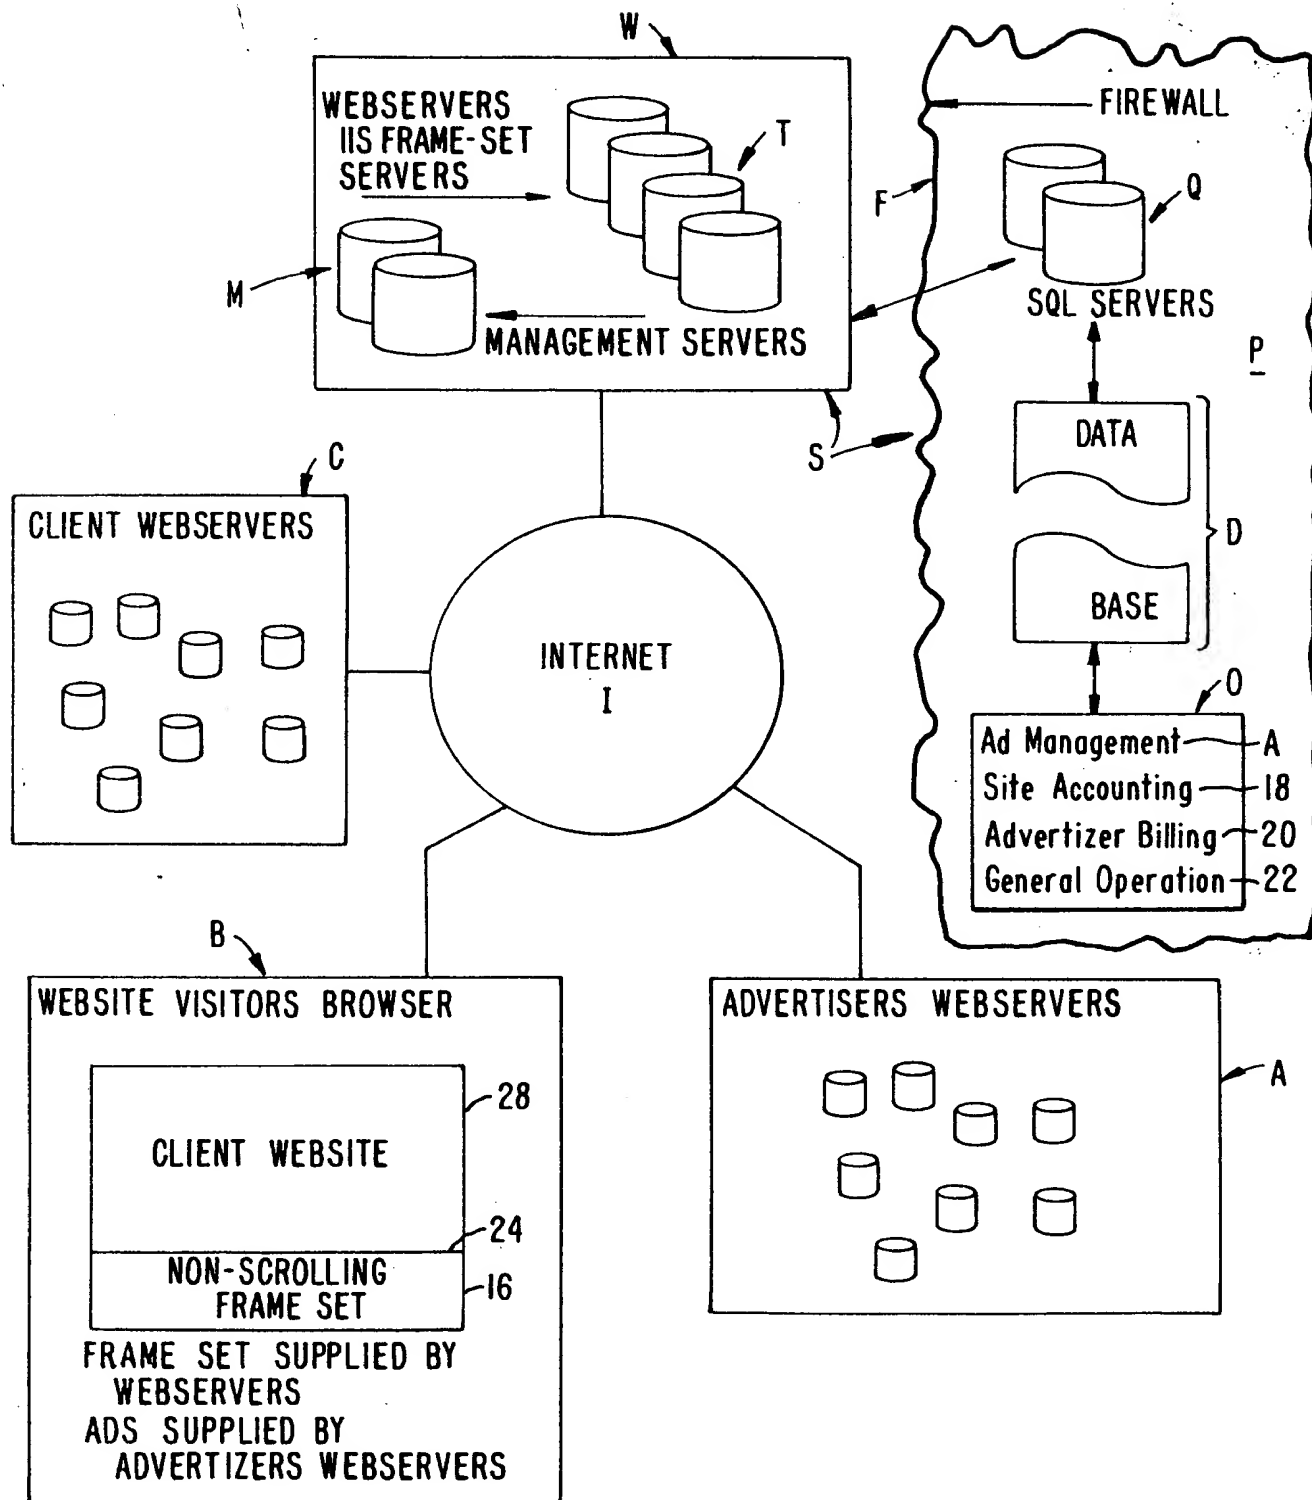 W
WEBSERVERS
IIS FRAME-SET
SERVERS
T
M
MANAGEMENT SERVERS
FIREWALL
F
Q
SQL SERVERS
P
S
DATA
D
BASE
O
Ad Management A
Site Accounting 18
Advertizer Billing 20
General Operation 22
C
CLIENT WEBSERVERS
INTERNET
I
B
WEBSITE VISITORS BROWSER
28
CLIENT WEBSITE
24
NON-SCROLLING
FRAME SET
16
FRAME SET SUPPLIED BY
WEBSERVERS
ADS SUPPLIED BY
ADVERTIZERS WEBSERVERS
ADVERTISERS WEBSERVERS
A